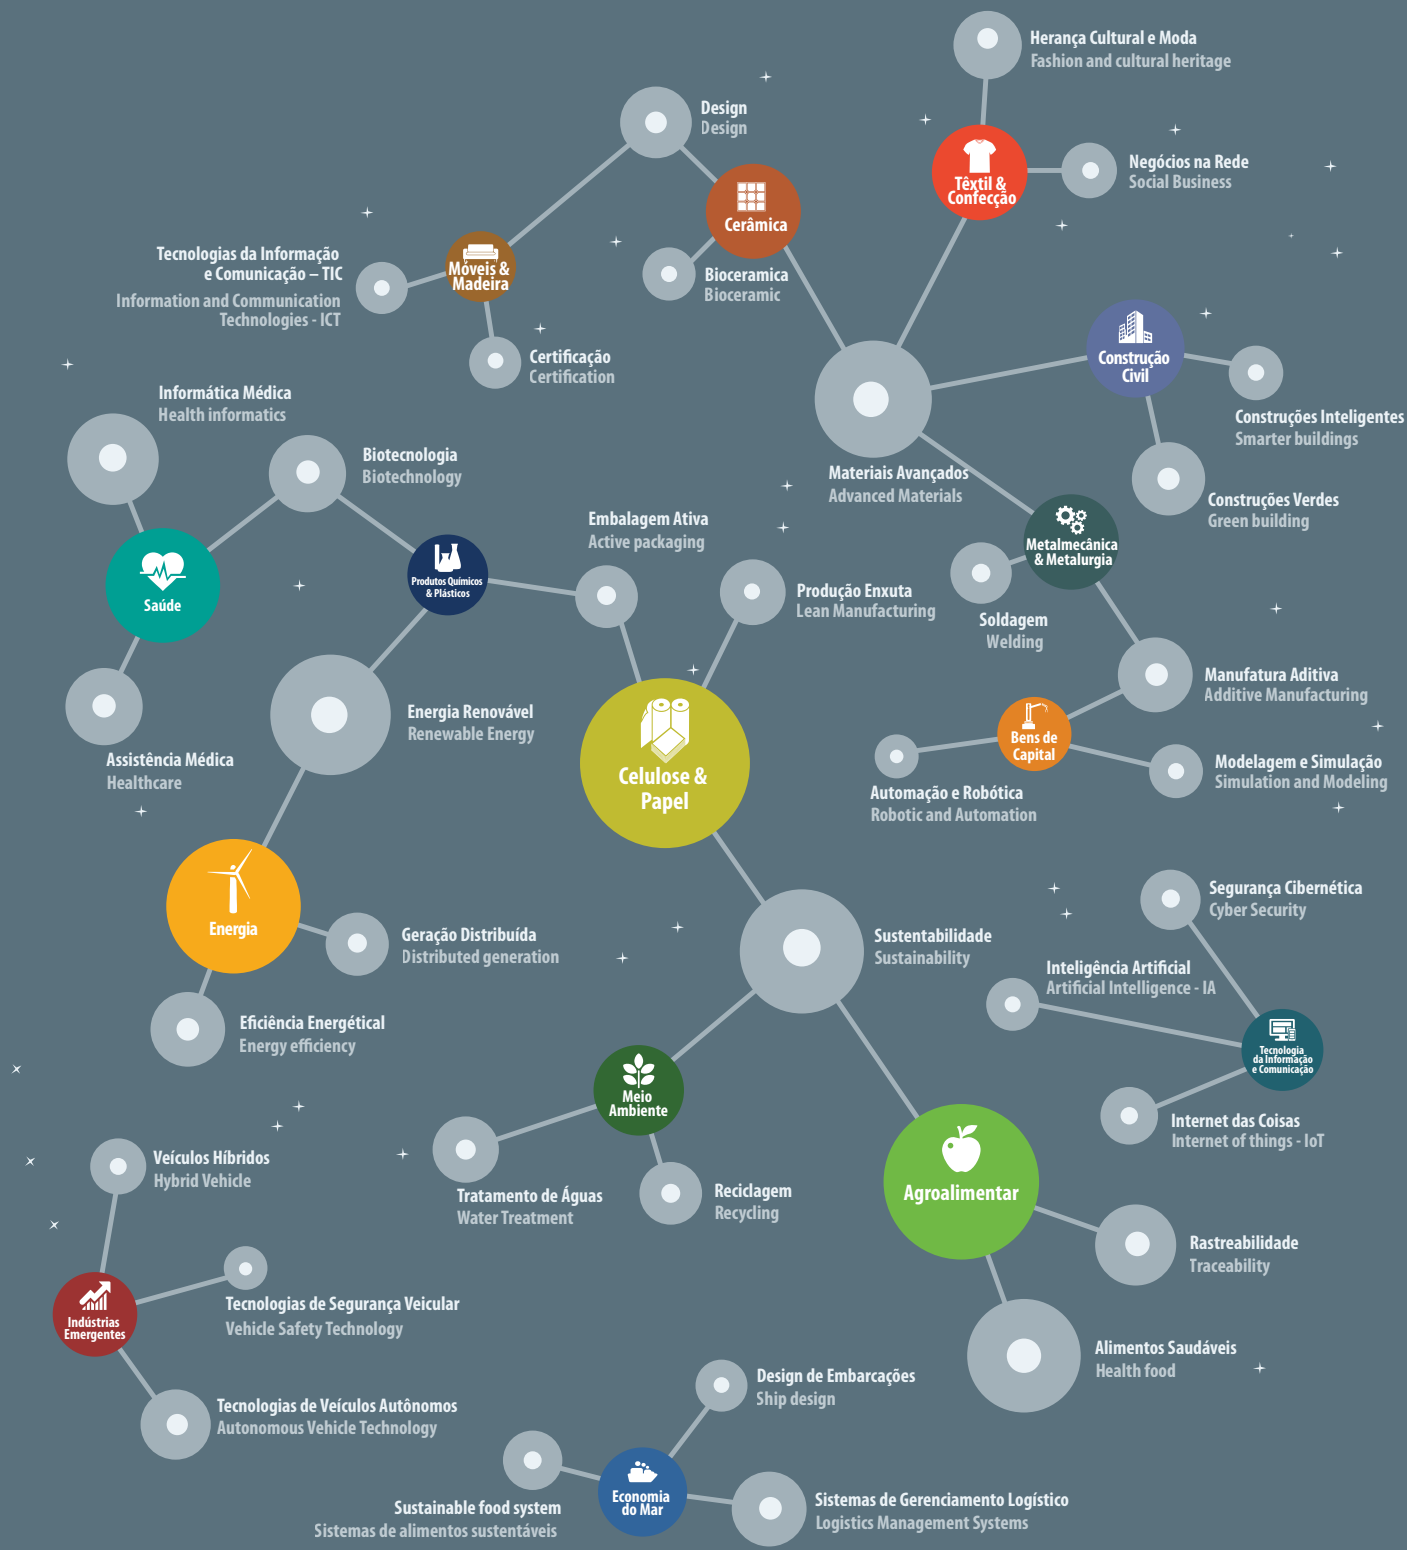 Herança Cultural e Moda
Fashion and cultural heritage
Design
Design
Têxtil &
Confecção
Negócios na Rede
Social Business
Cerâmica
Tecnologias da Informação
e Comunicação – TIC
Information and Communication
Technologies - ICT
Móveis &
Madeira
Bioceramica
Bioceramic
Certificação
Certification
Construção
Civil
Construções Inteligentes
Smarter buildings
Informática Médica
Health informatics
Biotecnologia
Biotechnology
Materiais Avançados
Advanced Materials
Construções Verdes
Green building
Embalagem Ativa
Active packaging
Metalmecânica
& Metalurgia
Saúde
Produtos Químicos
& Plásticos
Produção Enxuta
Lean Manufacturing
Soldagem
Welding
Manufatura Aditiva
Additive Manufacturing
Energia Renovável
Renewable Energy
Assistência Médica
Healthcare
Celulose &
Papel
Bens de
Capital
Modelagem e Simulação
Simulation and Modeling
Automação e Robótica
Robotic and Automation
Energia
Geração Distribuída
Distributed generation
Sustentabilidade
Sustainability
Segurança Cibernética
Cyber Security
Inteligência Artificial
Artificial Intelligence - IA
Eficiência Energétical
Energy efficiency
Tecnologia
da Informação
e Comunicação
Meio
Ambiente
Internet das Coisas
Internet of things - IoT
Veículos Híbridos
Hybrid Vehicle
Tratamento de Águas
Water Treatment
Reciclagem
Recycling
Agroalimentar
Rastreabilidade
Traceability
Indústrias
Emergentes
Tecnologias de Segurança Veicular
Vehicle Safety Technology
Alimentos Saudáveis
Health food
Design de Embarcações
Ship design
Tecnologias de Veículos Autônomos
Autonomous Vehicle Technology
Economia
do Mar
Sustainable food system
Sistemas de alimentos sustentáveis
Sistemas de Gerenciamento Logístico
Logistics Management Systems